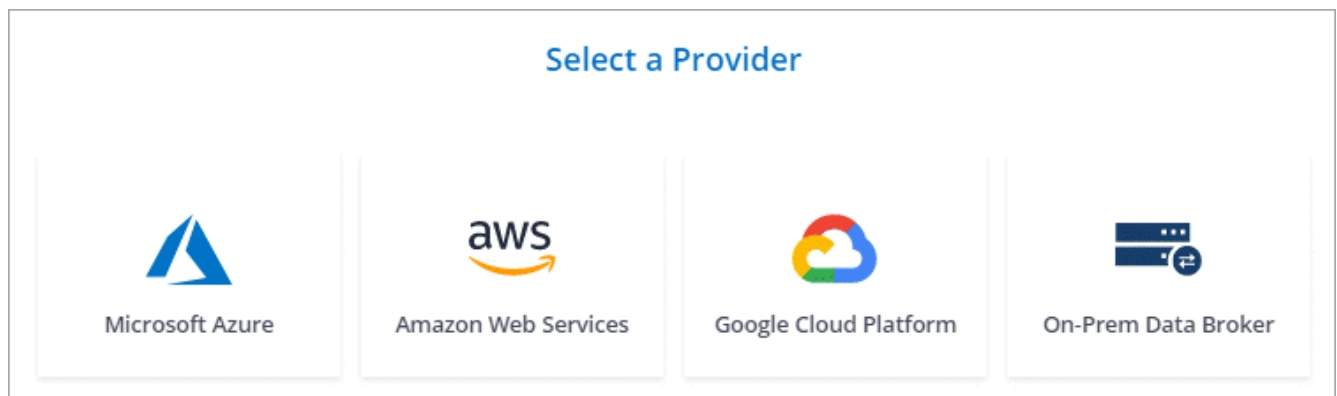 Select a Provider
aws
Microsoft Azure
Amazon Web Services
Google Cloud Platform
On-Prem Data Broker